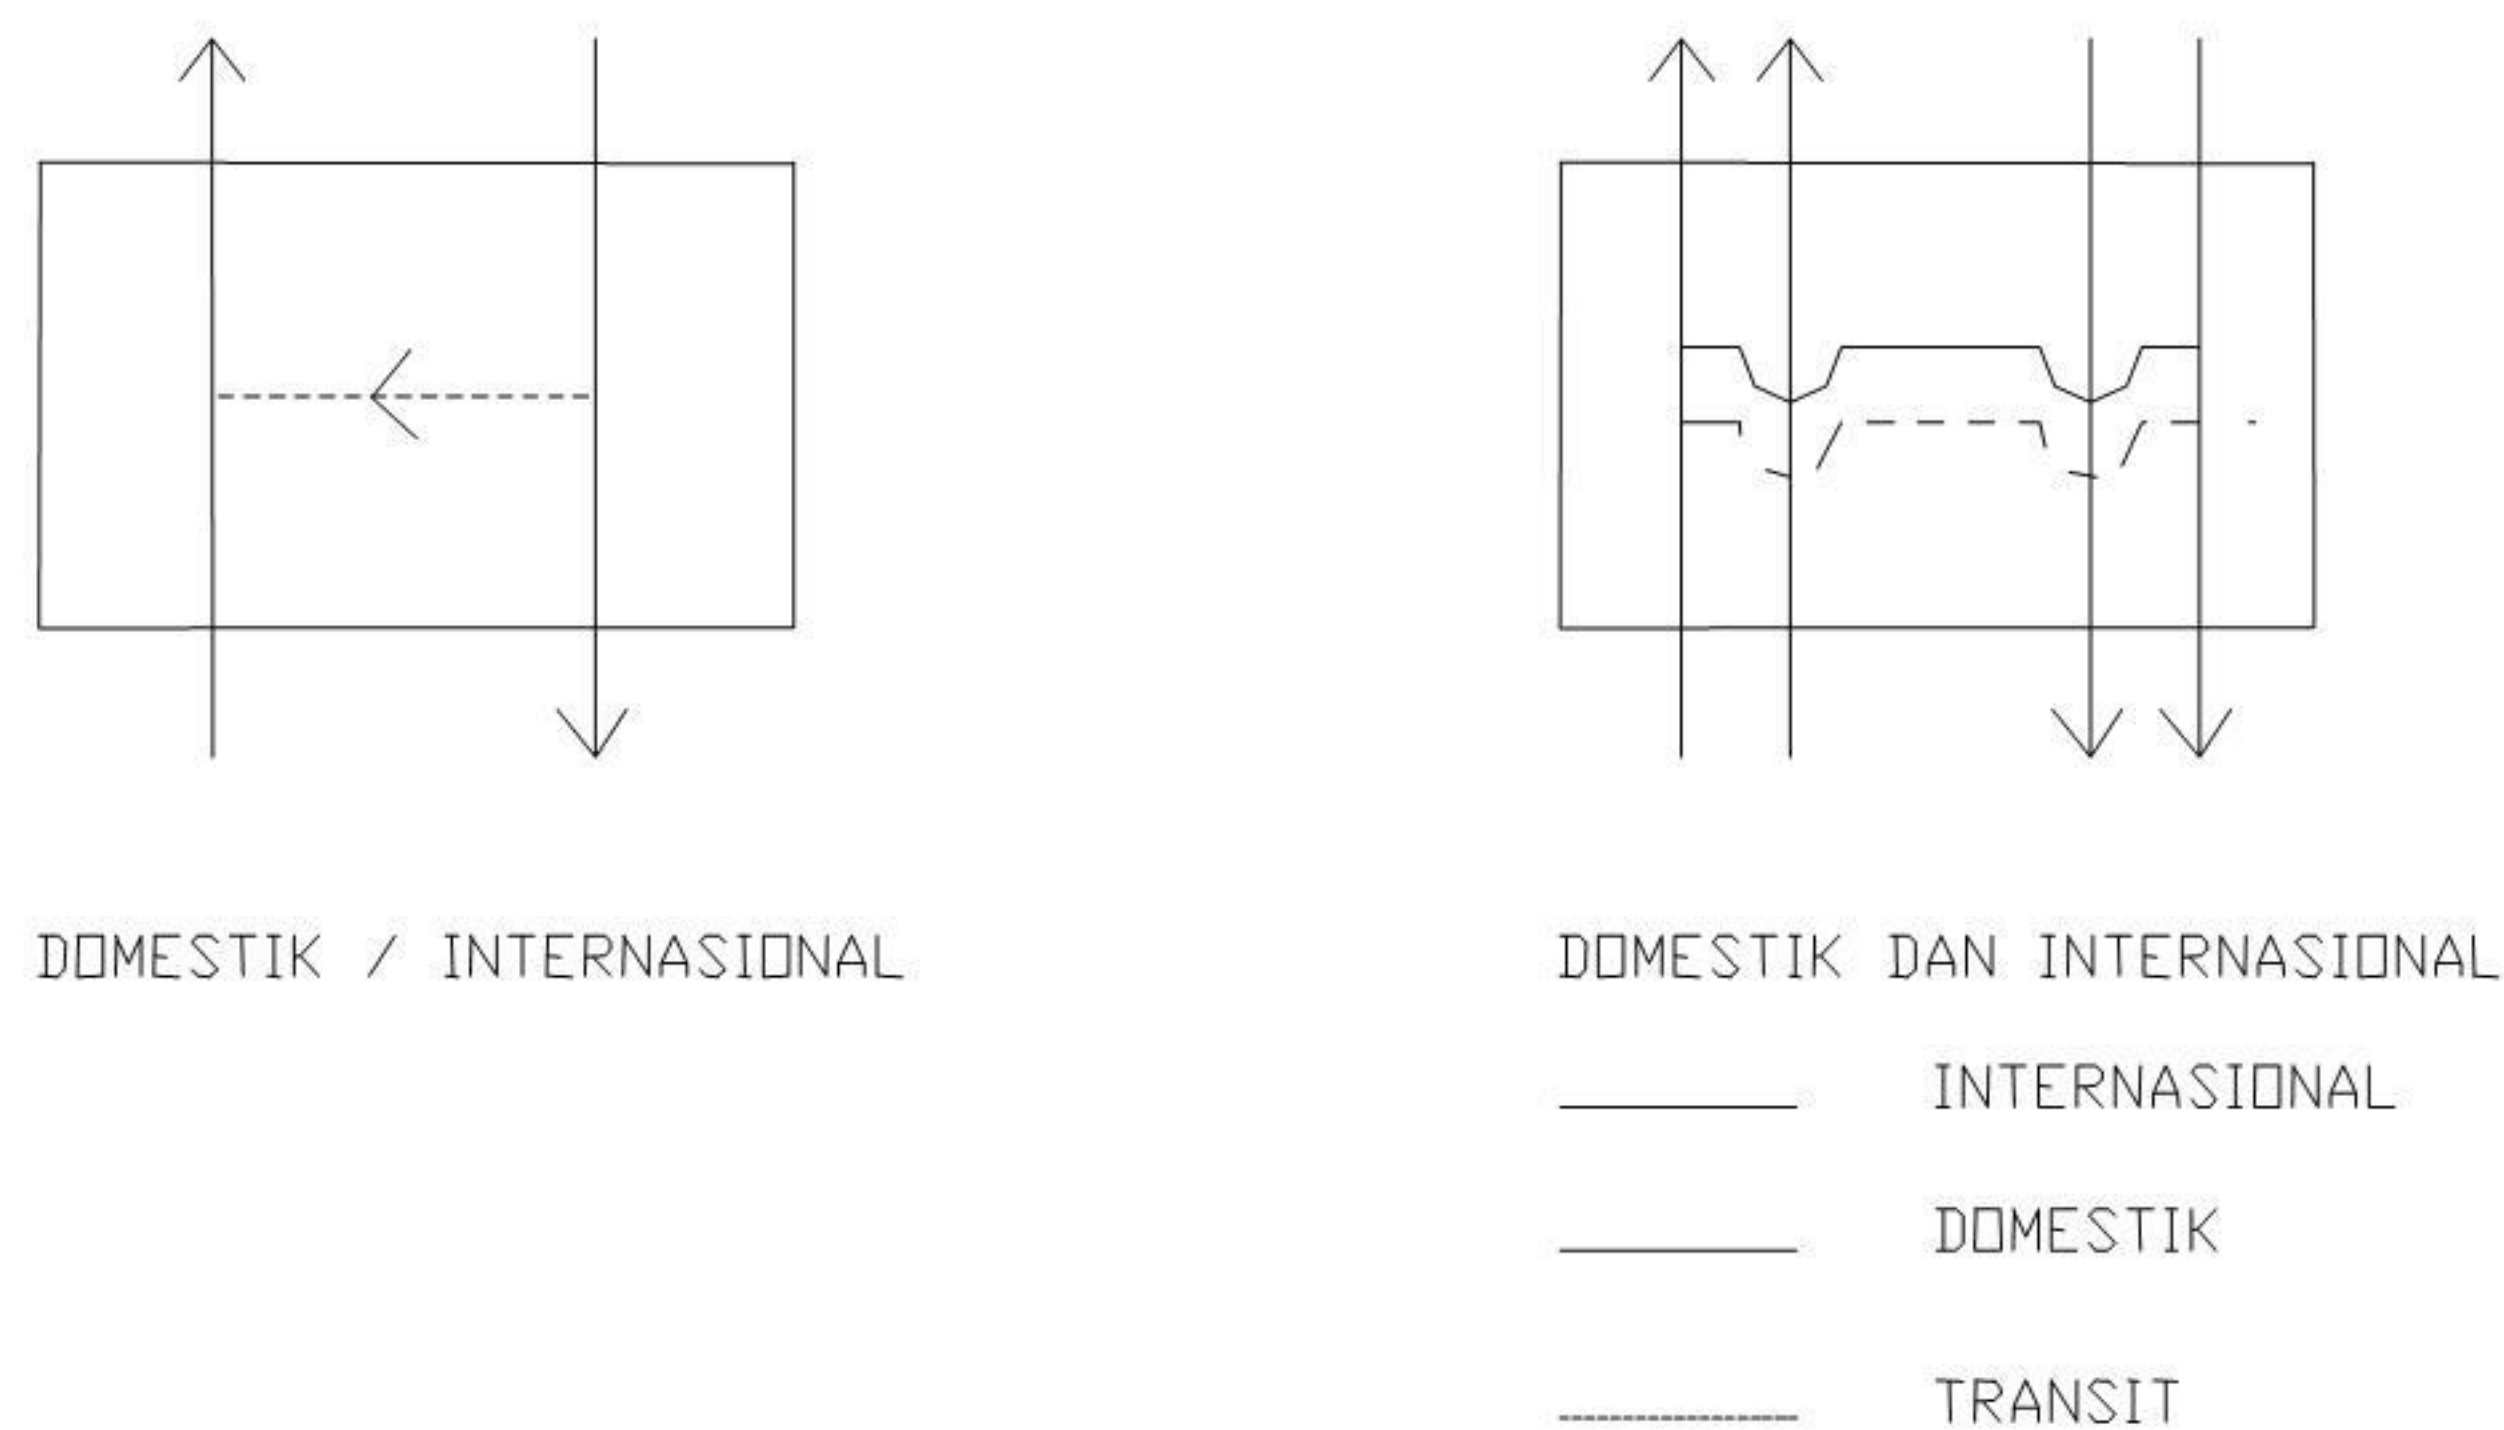 DOMESTIK / INTERNASIONAL
DOMESTIK DAN INTERNASIONAL
INTERNASIONAL
DOMESTIK
TRANSIT